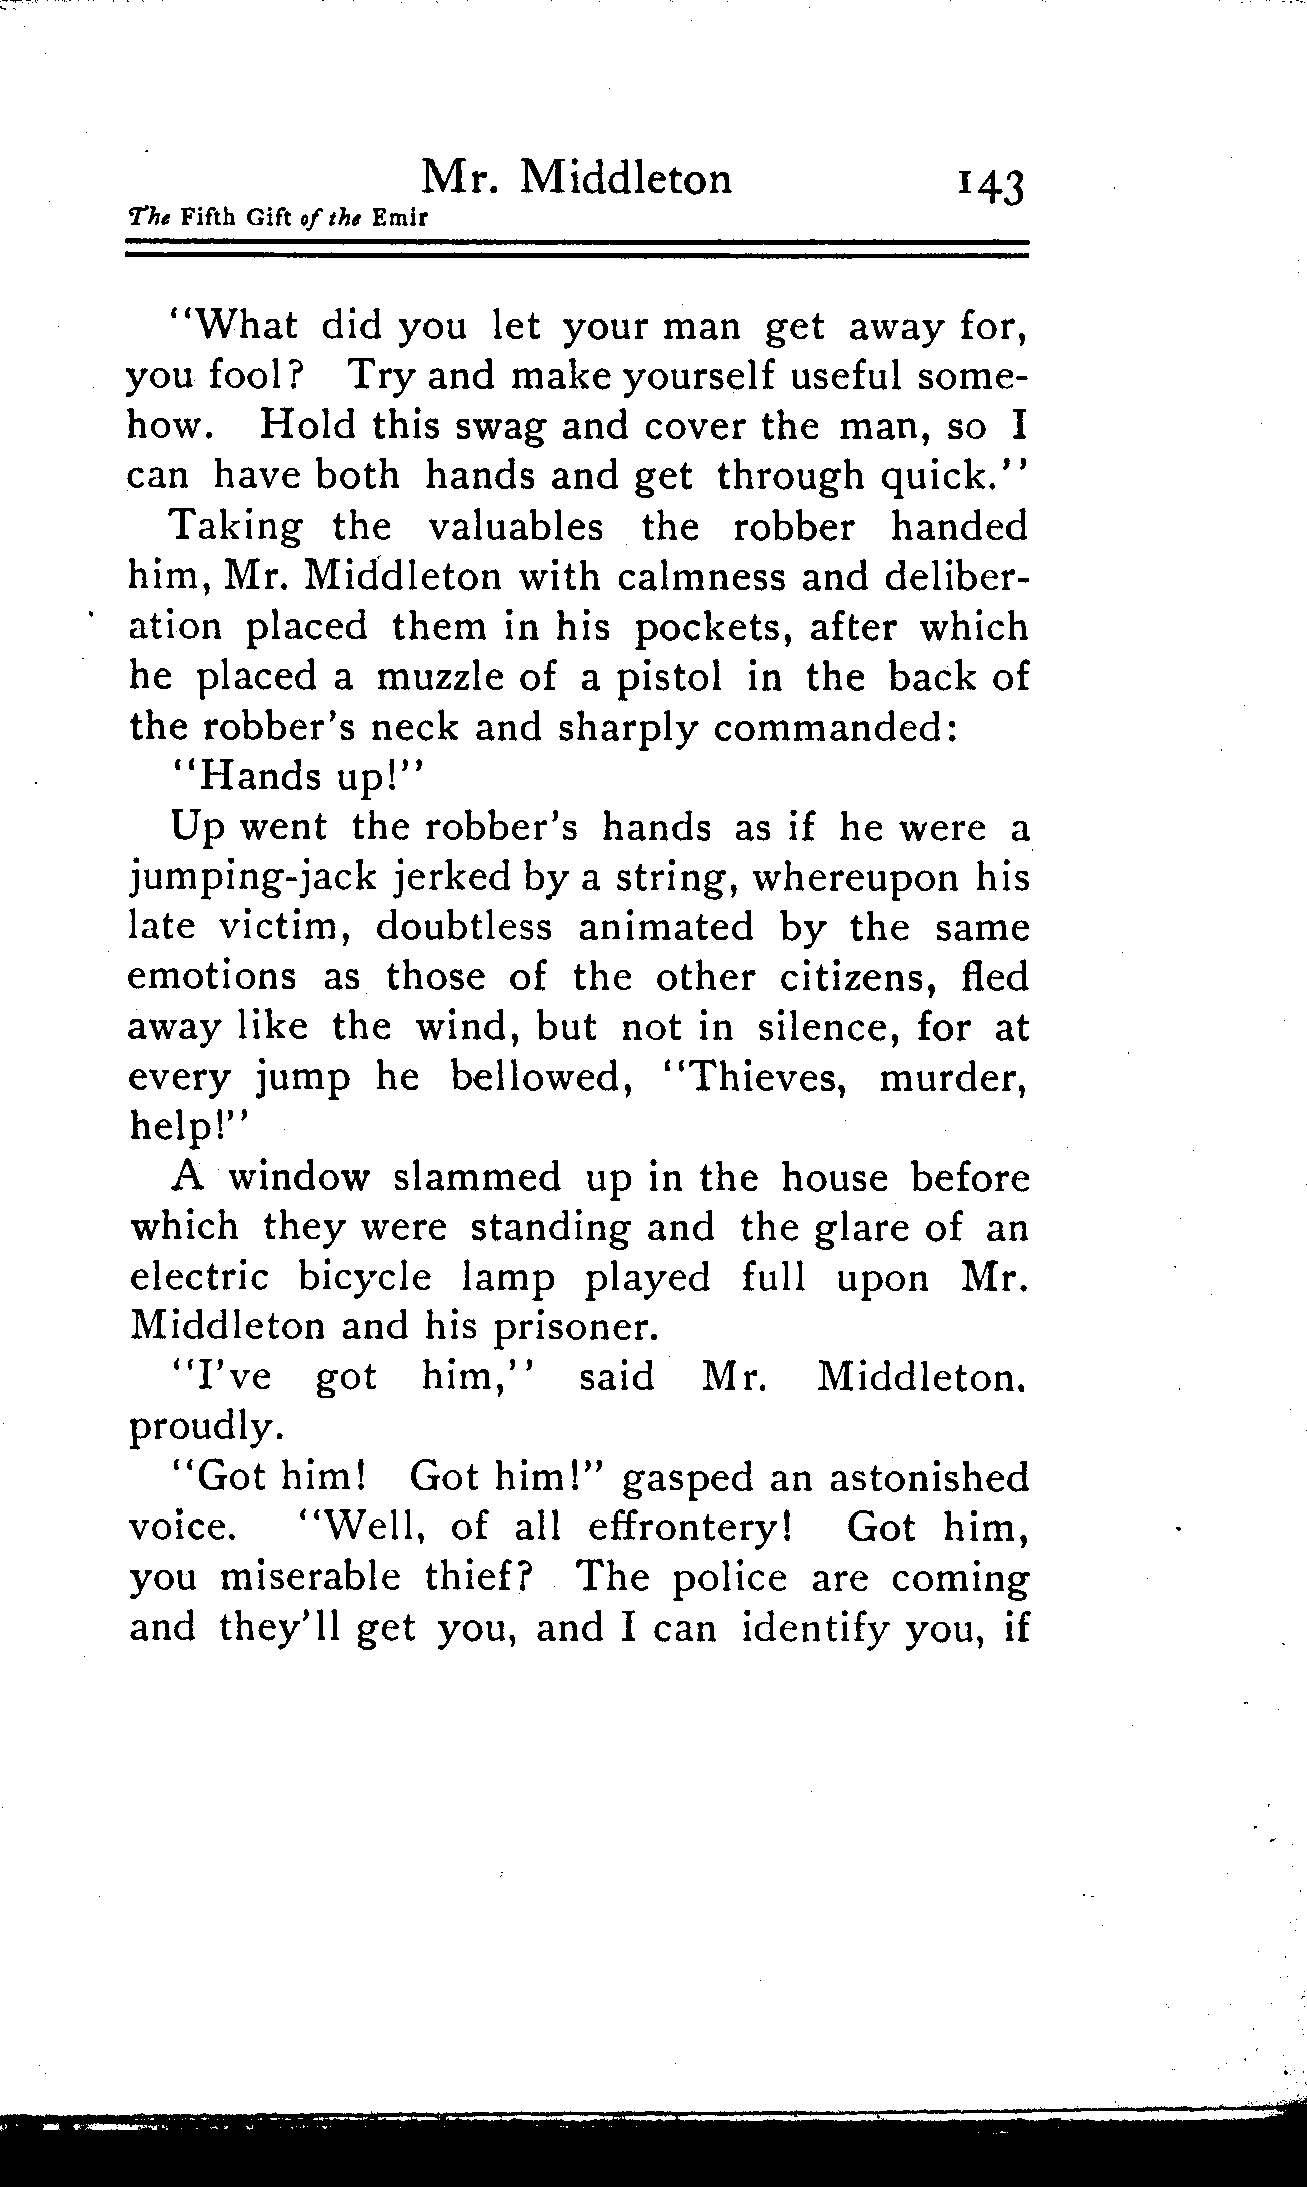 Mr. Middleton 143
The Fifth Gift of the Emir
"What did you let your man get away for,
you fool? Try and make yourself useful some-
how. Hold this swag and cover the man, so I
can have both hands and get through quick."
Taking the valuables the robber handed
him, Mr. Middleton with calmness and deliber-
ation placed them in his pockets, after which
he placed a muzzle of a pistol in the back of
the robber's neck and sharply commanded:
"Hands up!"
Up went the robber's hands as if he were a
jumping-jack jerked by a string, whereupon his
late victim, doubtless animated by the same
emotions as those of the other citizens, fled
away like the wind, but not in silence, for at
every jump he bellowed, "Thieves, murder,
help!"
A window slammed up in the house before
which they were standing and the glare of an
electric bicycle lamp played full upon Mr.
Middleton and his prisoner.
"I've got him," said Mr. Middleton.
proudly.
"Got him! Got him!" gasped an astonished
voice. "Well, of all effrontery! Got him,
you miserable thief? The police are coming
and they'll get you, and I can identify you, if